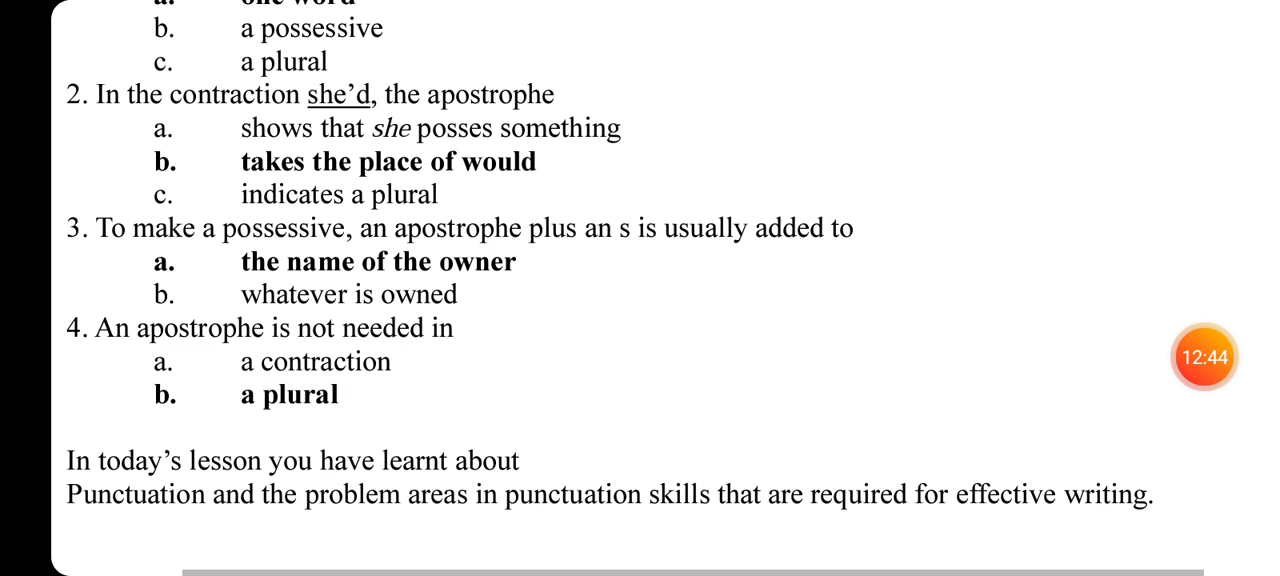 b. a possessive
c. a plural
2. In the contraction she’d, the apostrophe
a. shows that she posses something
b. takes the place of would
c. indicates a plural
3. To make a possessive, an apostrophe plus an s is usually added to
a. the name of the owner
b. whatever is owned
4. An apostrophe is not needed in
a. a contraction
b. a plural
12:44
In today’s lesson you have learnt about
Punctuation and the problem areas in punctuation skills that are required for effective writing.